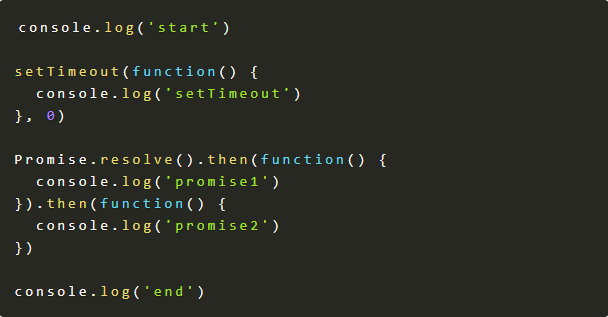 console.log('start')
setTimeout(function() {
  console.log('setTimeout')
}, 0)
Promise.resolve().then(function() {
  console.log('promise1')
}).then(function() {
  console.log('promise2')
})
console.log('end')